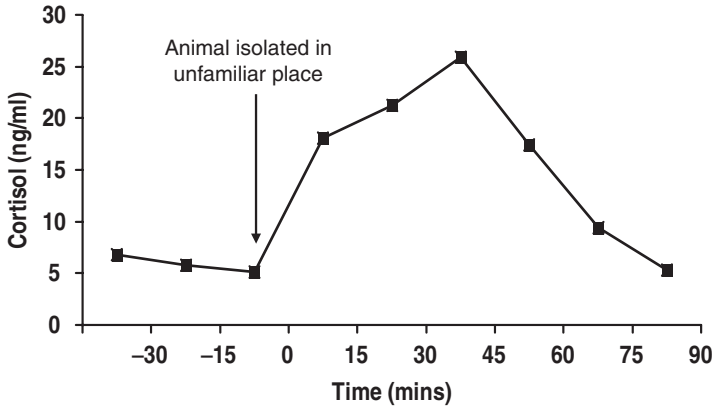 30
25
20
15
10
5
0
Cortisol (ng/ml)
Animal isolated in
unfamiliar place
–30 –15 0 15 30 45 60 75 90
Time (mins)